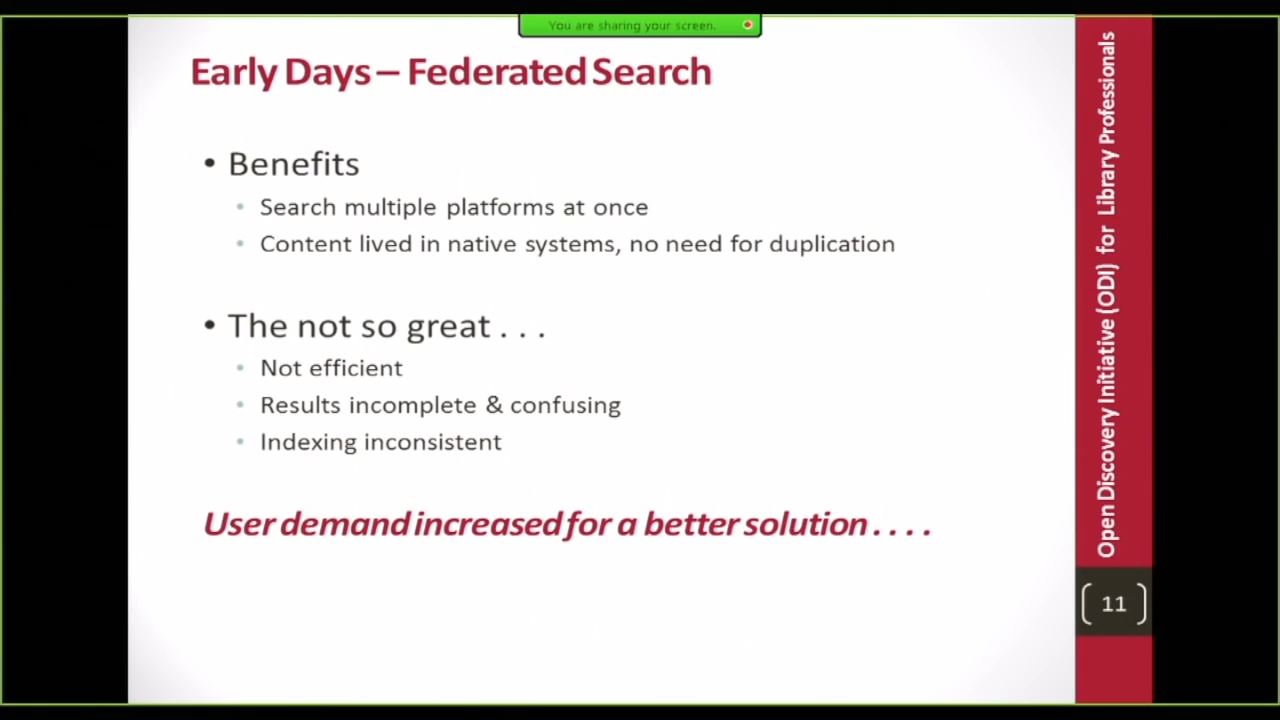 You are sharing your screen.
Early Days – Federated Search
• Benefits
• Search multiple platforms at once
• Content lived in native systems, no need for duplication
• The not so great . . .
• Not efficient
• Results incomplete & confusing
• Indexing inconsistent
User demand increased for a better solution . . . .
Open Discovery Initiative (ODI) for Library Professionals
11